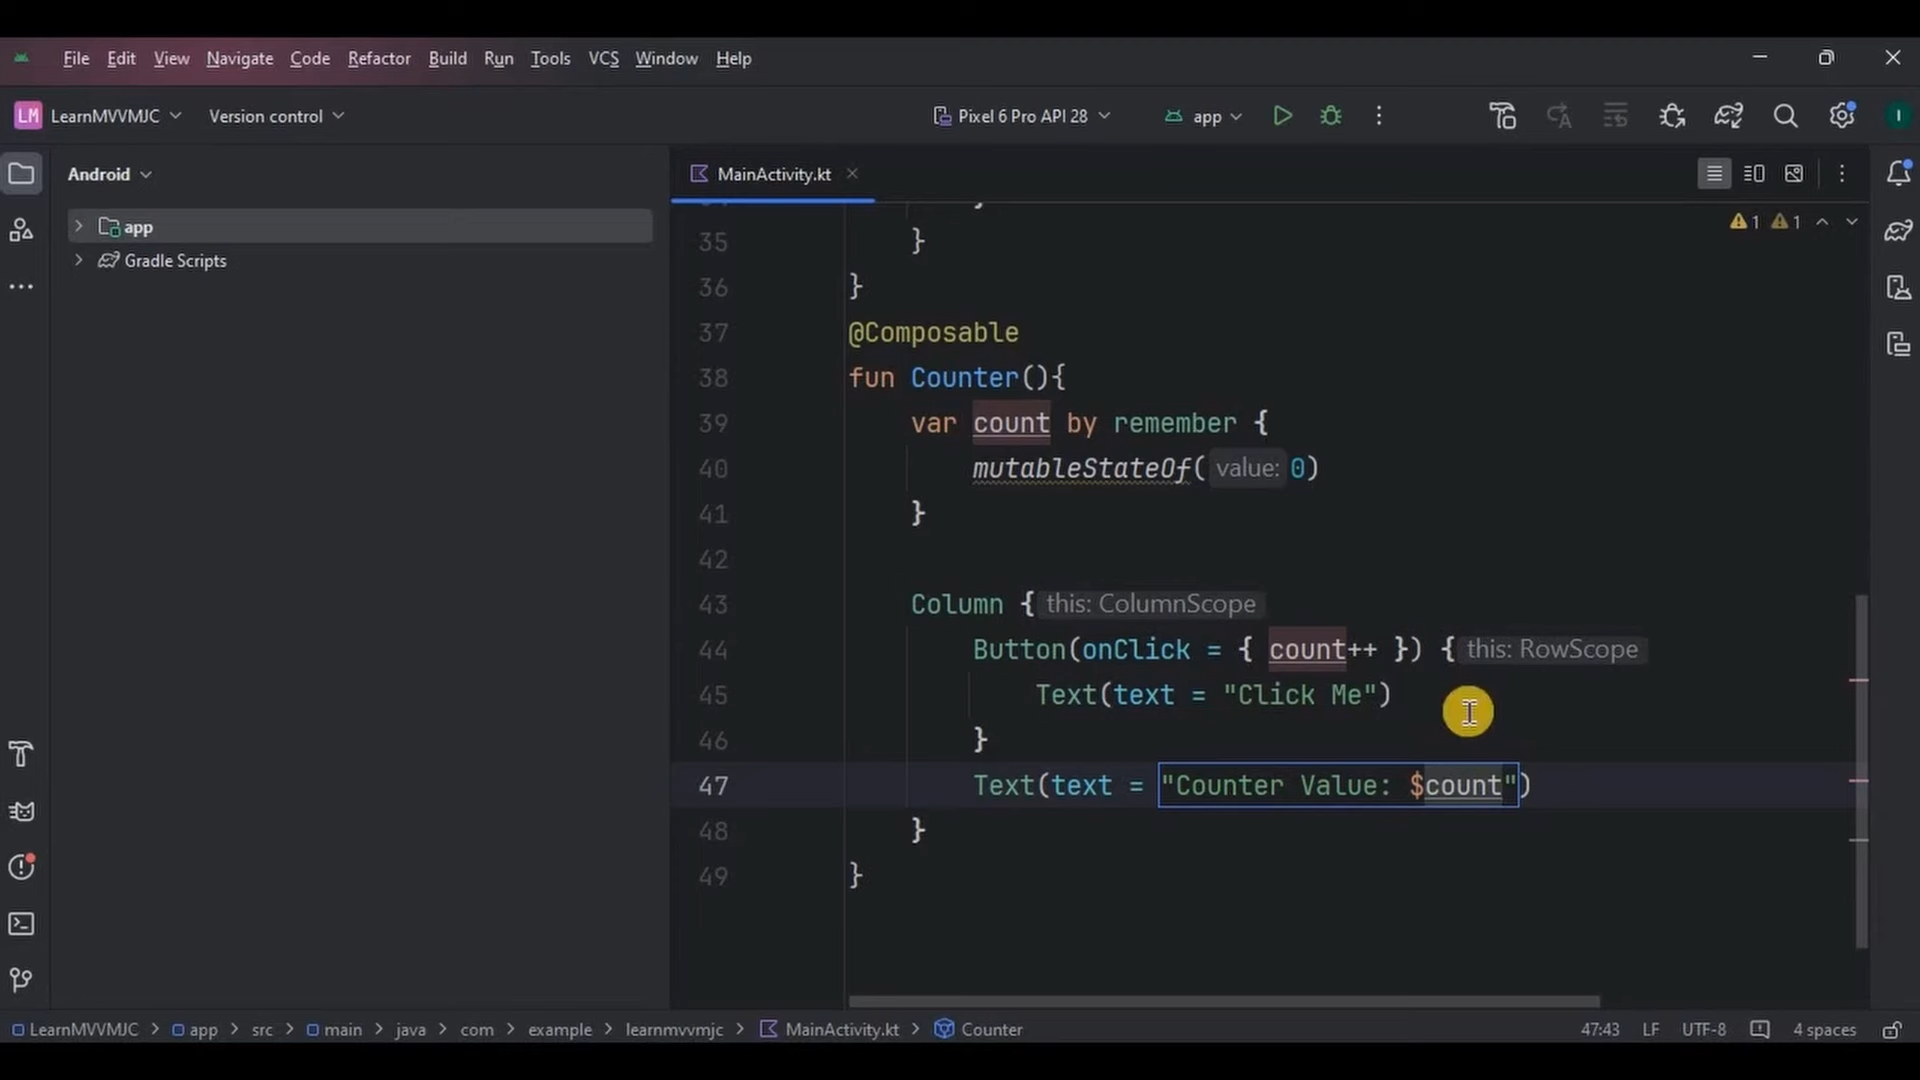 File Edit View Navigate Code Refactor Build Run Tools VCS Window Help
LM LearnMVVMJC Version control Pixel 6 Pro API 28 app I
Android
MainActivity.kt
app
Gradle Scripts
1 1
35 }
36 }
37 @Composable
38 fun Counter(){
39 var count by remember {
40 mutableStateOf(value: 0)
41 }
42
43 Column { this: ColumnScope
44 Button(onClick = { count++ }) { this: RowScope
45 Text(text = "Click Me")
46 }
47 Text(text = "Counter Value: $count")
48 }
49 }
LearnMVVMJC > app > src > main > java > com > example > learnmvvmjc > MainActivity.kt > Counter 47:43 LF UTF-8 4 spaces